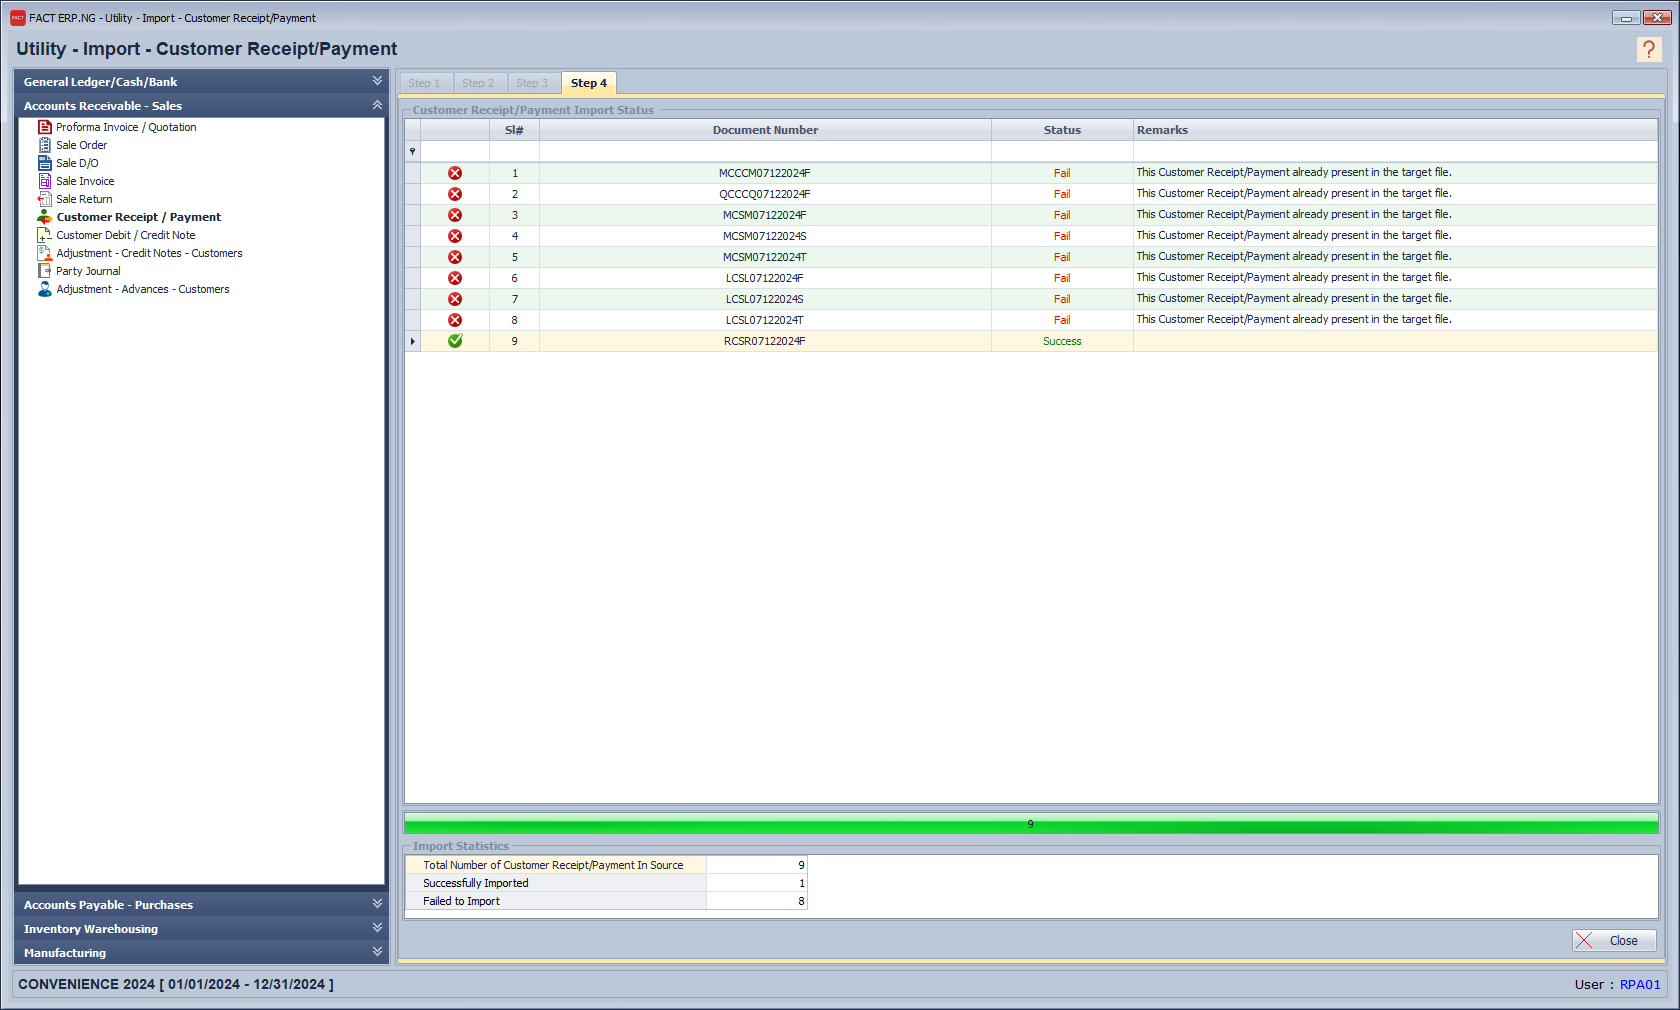 FACT ERP.NG - Utility - Import - Customer Receipt/Payment
Utility - Import - Customer Receipt/Payment
?
General Ledger/Cash/Bank
Accounts Receivable - Sales
Proforma Invoice / Quotation
Sale Order
Sale D/O
Sale Invoice
Sale Return
Customer Receipt / Payment
Customer Debit / Credit Note
Adjustment - Credit Notes - Customers
Party Journal
Adjustment - Advances - Customers
Accounts Payable - Purchases
Inventory Warehousing
Manufacturing
Step 1 Step 2 Step 3 Step 4
Customer Receipt/Payment Import Status
Sl# Document Number Status Remarks
1 MCCCM07122024F Fail This Customer Receipt/Payment already present in the target file.
2 QCCCQ07122024F Fail This Customer Receipt/Payment already present in the target file.
3 MCSM07122024F Fail This Customer Receipt/Payment already present in the target file.
4 MCSM07122024S Fail This Customer Receipt/Payment already present in the target file.
5 MCSM07122024T Fail This Customer Receipt/Payment already present in the target file.
6 LCSL07122024F Fail This Customer Receipt/Payment already present in the target file.
7 LCSL07122024S Fail This Customer Receipt/Payment already present in the target file.
8 LCSL07122024T Fail This Customer Receipt/Payment already present in the target file.
9 RCSR07122024F Success
9
Import Statistics
Total Number of Customer Receipt/Payment In Source 9
Successfully Imported 1
Failed to Import 8
Close
CONVENIENCE 2024 [ 01/01/2024 - 12/31/2024 ]
User : RPA01